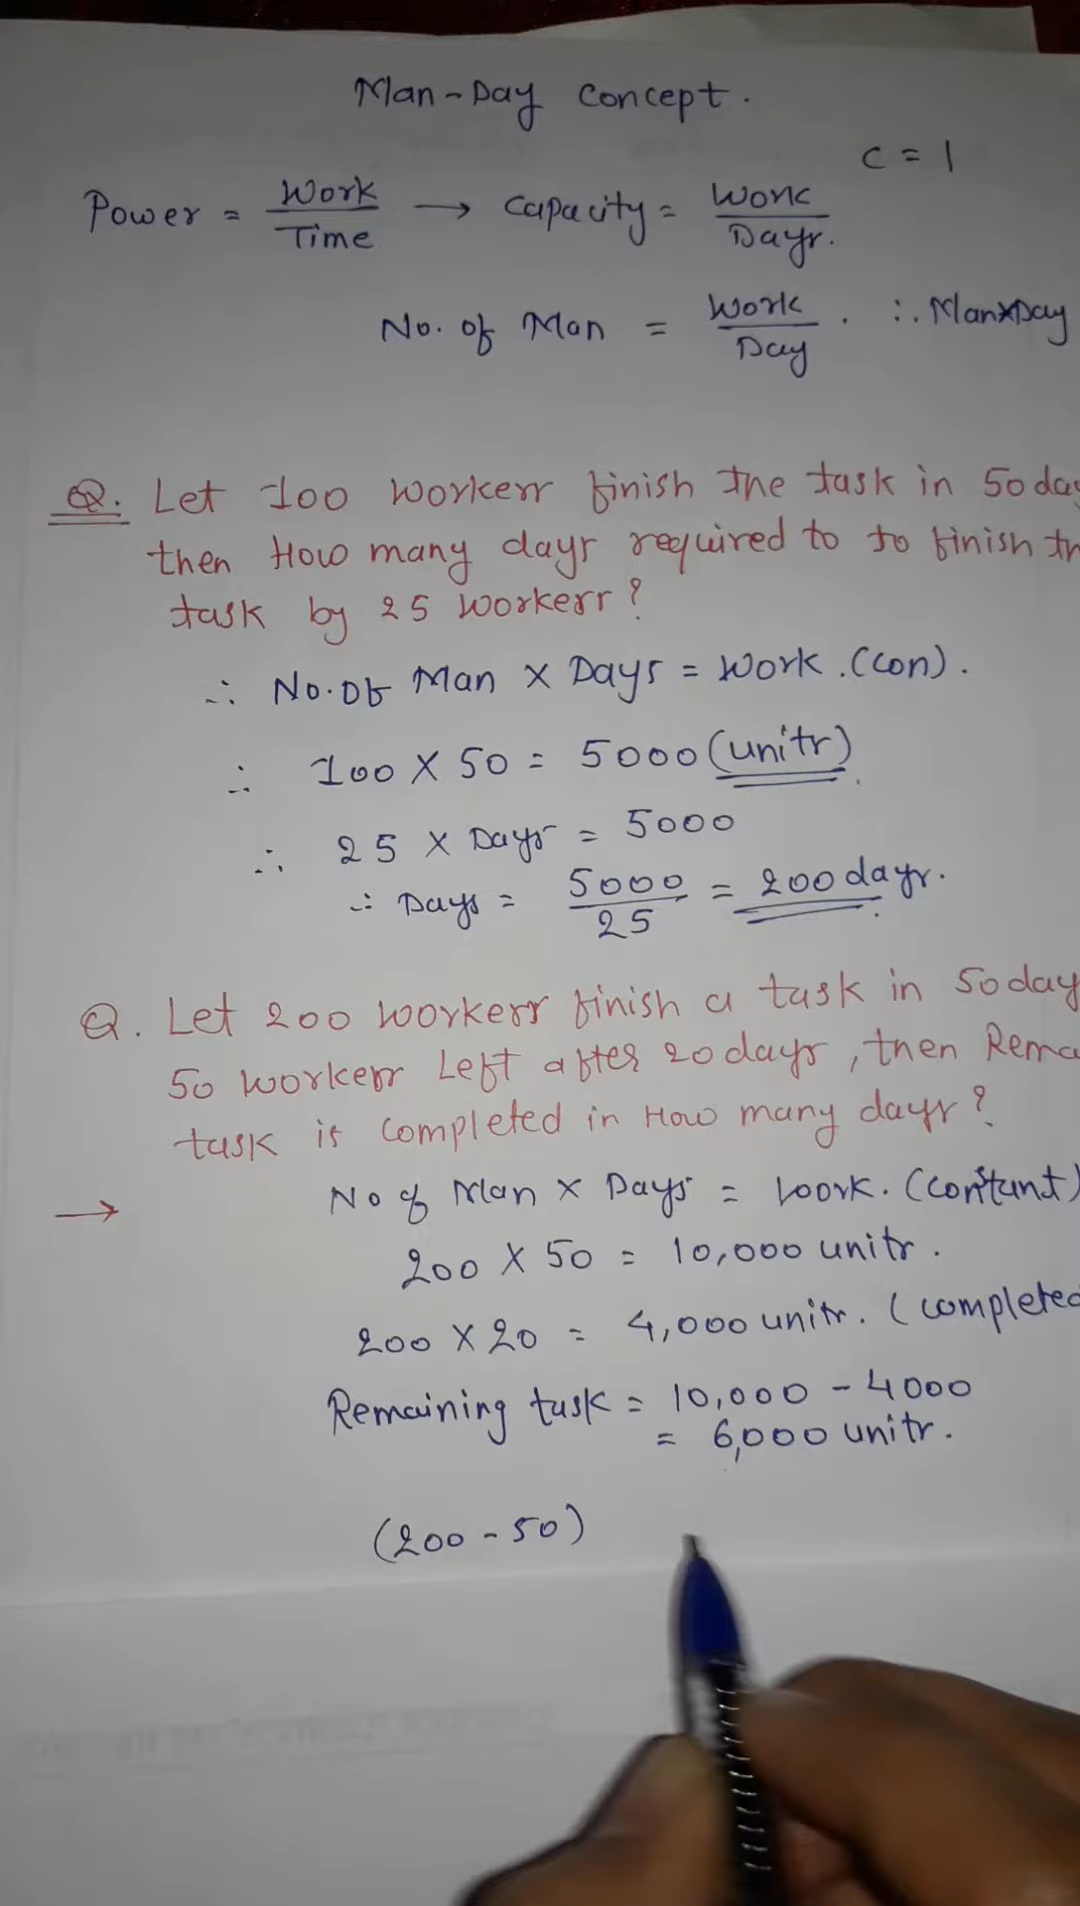 Man-Day Concept.
C = 1
Power = Work / Time → Capacity = Work / Days.
No. of Man = Work / Day . ∴ Man×Day
Q. Let 100 workers finish the task in 50 day
then How many days required to to finish th
task by 25 workers?
∴ No. of Man × Days = Work. (con).
∴ 100 × 50 = 5000 (units)
∴ 25 × Days = 5000
∴ Days = 5000 / 25 = 200 days.
Q. Let 200 workers finish a task in 50 day
50 workers Left after 20 days, then Rema
task is completed in How many days?
→ No of Man × Days = Work. (constant)
200 × 50 = 10,000 units.
200 × 20 = 4,000 units. (completed
Remaining task = 10,000 - 4000
= 6,000 units.
(200 - 50)